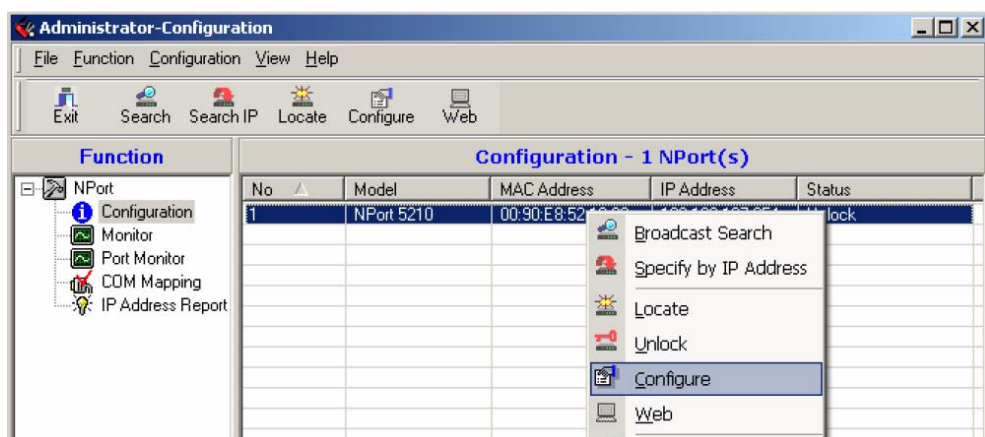 Administrator-Configuration
File Function Configuration View Help
Exit Search Search IP Locate Configure Web
Function
Configuration - 1 NPort(s)
NPort
Configuration
Monitor
Port Monitor
COM Mapping
IP Address Report
No Model MAC Address IP Address Status
1 NPort 5210
Broadcast Search
Specify by IP Address
Locate
Unlock
Configure
Web